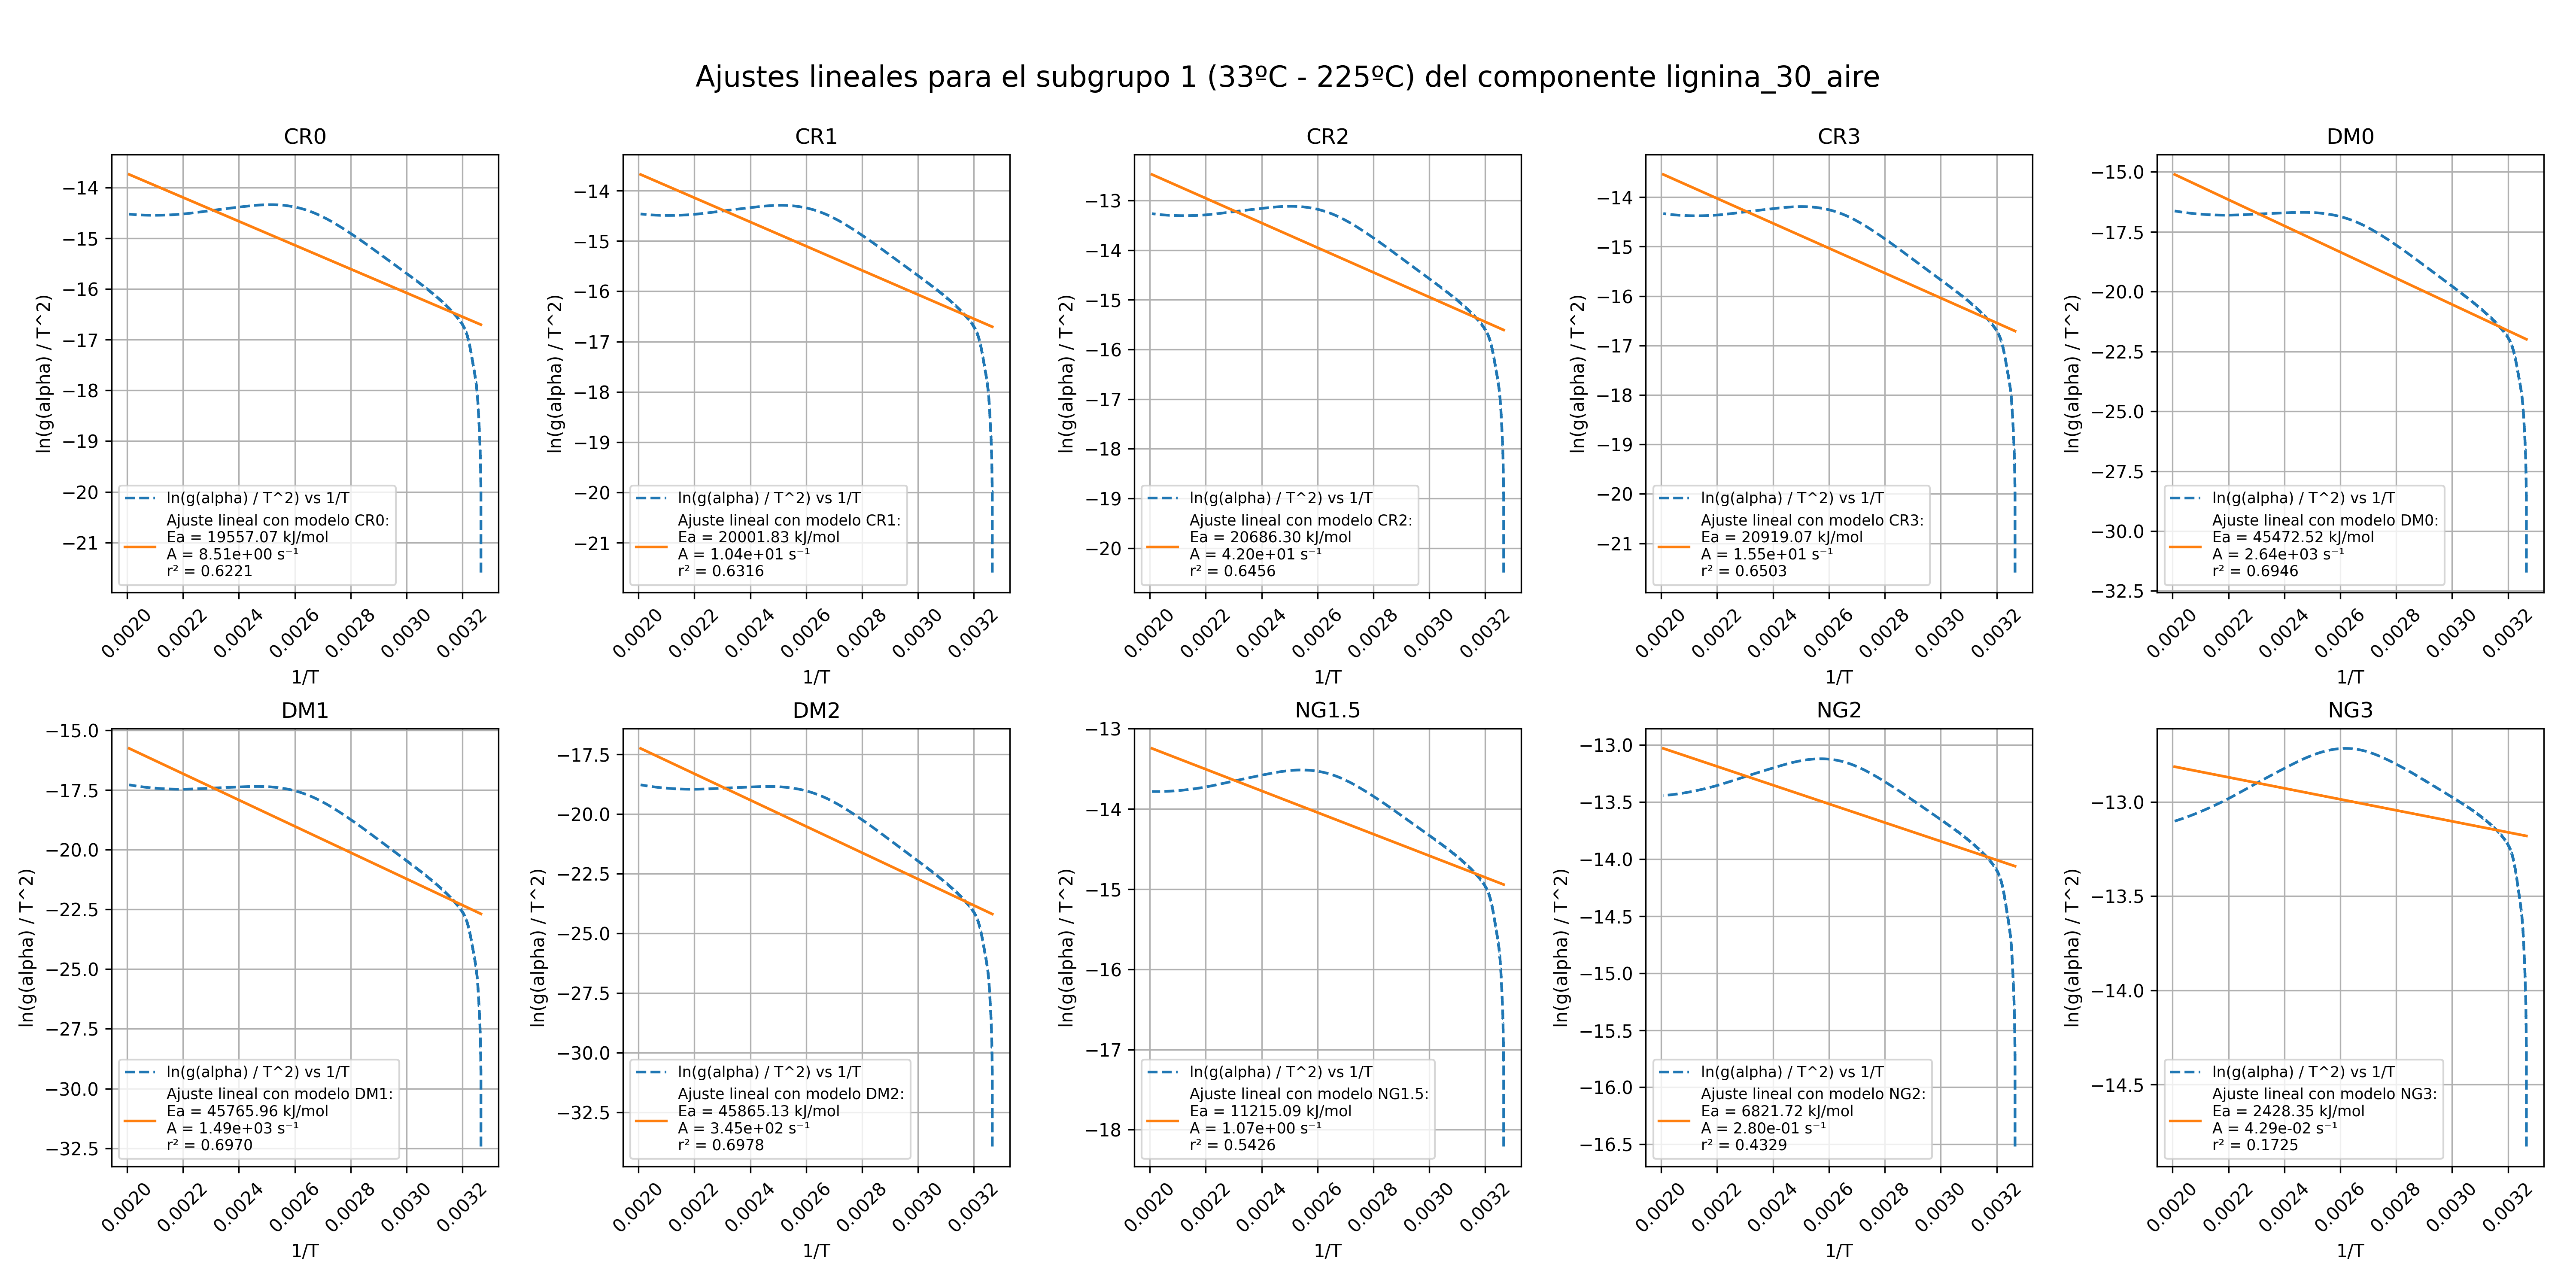 Ajustes lineales para el subgrupo 1 (33ºC - 225ºC) del componente lignina_30_aire
CR0
ln(g(alpha) / T^2)
−14
−15
−16
−17
−18
−19
−20
−21
ln(g(alpha) / T^2) vs 1/T
Ajuste lineal con modelo CR0:
Ea = 19557.07 kJ/mol
A = 8.51e+00 s⁻¹
r² = 0.6221
0.0020
0.0022
0.0024
0.0026
0.0028
0.0030
0.0032
1/T
CR1
ln(g(alpha) / T^2)
−14
−15
−16
−17
−18
−19
−20
−21
ln(g(alpha) / T^2) vs 1/T
Ajuste lineal con modelo CR1:
Ea = 20001.83 kJ/mol
A = 1.04e+01 s⁻¹
r² = 0.6316
0.0020
0.0022
0.0024
0.0026
0.0028
0.0030
0.0032
1/T
CR2
ln(g(alpha) / T^2)
−13
−14
−15
−16
−17
−18
−19
−20
ln(g(alpha) / T^2) vs 1/T
Ajuste lineal con modelo CR2:
Ea = 20686.30 kJ/mol
A = 4.20e+01 s⁻¹
r² = 0.6456
0.0020
0.0022
0.0024
0.0026
0.0028
0.0030
0.0032
1/T
CR3
ln(g(alpha) / T^2)
−14
−15
−16
−17
−18
−19
−20
−21
ln(g(alpha) / T^2) vs 1/T
Ajuste lineal con modelo CR3:
Ea = 20919.07 kJ/mol
A = 1.55e+01 s⁻¹
r² = 0.6503
0.0020
0.0022
0.0024
0.0026
0.0028
0.0030
0.0032
1/T
DM0
ln(g(alpha) / T^2)
−15.0
−17.5
−20.0
−22.5
−25.0
−27.5
−30.0
−32.5
ln(g(alpha) / T^2) vs 1/T
Ajuste lineal con modelo DM0:
Ea = 45472.52 kJ/mol
A = 2.64e+03 s⁻¹
r² = 0.6946
0.0020
0.0022
0.0024
0.0026
0.0028
0.0030
0.0032
1/T
DM1
ln(g(alpha) / T^2)
−15.0
−17.5
−20.0
−22.5
−25.0
−27.5
−30.0
−32.5
ln(g(alpha) / T^2) vs 1/T
Ajuste lineal con modelo DM1:
Ea = 45765.96 kJ/mol
A = 1.49e+03 s⁻¹
r² = 0.6970
0.0020
0.0022
0.0024
0.0026
0.0028
0.0030
0.0032
1/T
DM2
ln(g(alpha) / T^2)
−17.5
−20.0
−22.5
−25.0
−27.5
−30.0
−32.5
ln(g(alpha) / T^2) vs 1/T
Ajuste lineal con modelo DM2:
Ea = 45865.13 kJ/mol
A = 3.45e+02 s⁻¹
r² = 0.6978
0.0020
0.0022
0.0024
0.0026
0.0028
0.0030
0.0032
1/T
NG1.5
ln(g(alpha) / T^2)
−13
−14
−15
−16
−17
−18
ln(g(alpha) / T^2) vs 1/T
Ajuste lineal con modelo NG1.5:
Ea = 11215.09 kJ/mol
A = 1.07e+00 s⁻¹
r² = 0.5426
0.0020
0.0022
0.0024
0.0026
0.0028
0.0030
0.0032
1/T
NG2
ln(g(alpha) / T^2)
−13.0
−13.5
−14.0
−14.5
−15.0
−15.5
−16.0
−16.5
ln(g(alpha) / T^2) vs 1/T
Ajuste lineal con modelo NG2:
Ea = 6821.72 kJ/mol
A = 2.80e-01 s⁻¹
r² = 0.4329
0.0020
0.0022
0.0024
0.0026
0.0028
0.0030
0.0032
1/T
NG3
ln(g(alpha) / T^2)
−13.0
−13.5
−14.0
−14.5
ln(g(alpha) / T^2) vs 1/T
Ajuste lineal con modelo NG3:
Ea = 2428.35 kJ/mol
A = 4.29e-02 s⁻¹
r² = 0.1725
0.0020
0.0022
0.0024
0.0026
0.0028
0.0030
0.0032
1/T